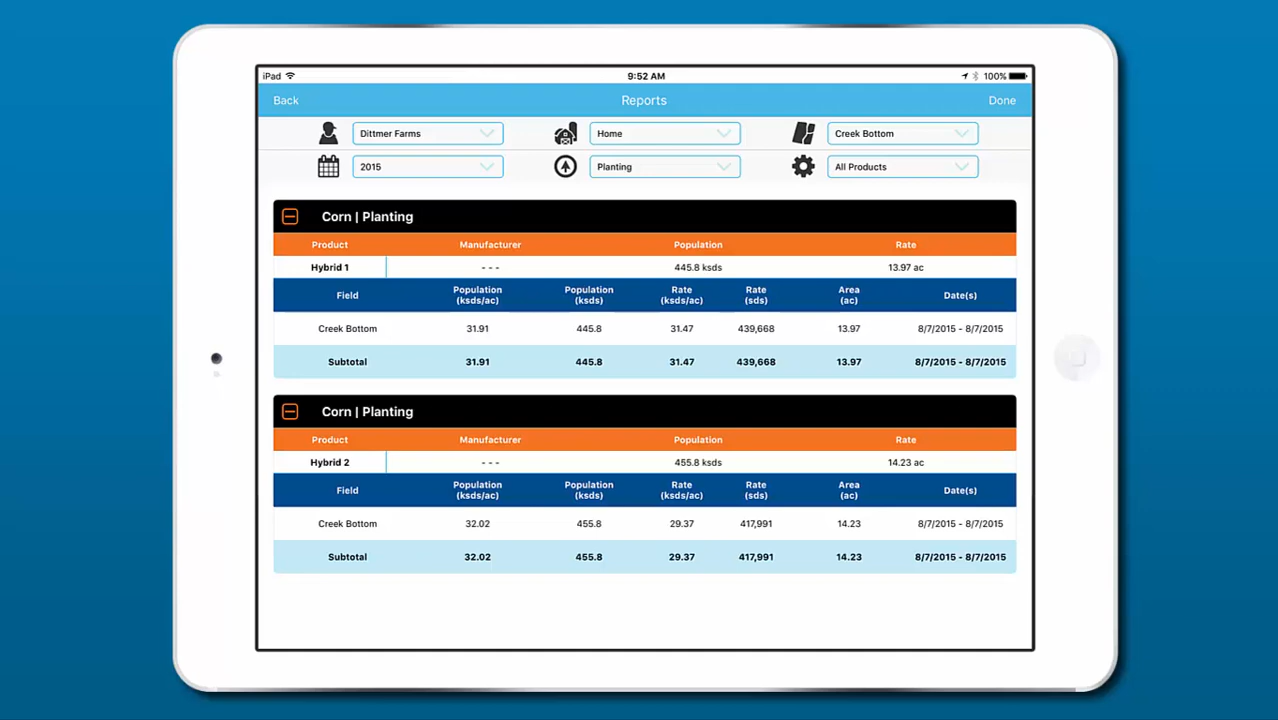 iPad 9:52 AM 100%
Back Reports Done
Dittmer Farms Home Creek Bottom
2015 Planting All Products
Corn | Planting
Product Manufacturer Population Rate
Hybrid 1 - - - 445.8 ksds 13.97 ac
Field Population (ksds/ac) Population (ksds) Rate (ksds/ac) Rate (sds) Area (ac) Date(s)
Creek Bottom 31.91 445.8 31.47 439,668 13.97 8/7/2015 - 8/7/2015
Subtotal 31.91 445.8 31.47 439,668 13.97 8/7/2015 - 8/7/2015
Corn | Planting
Product Manufacturer Population Rate
Hybrid 2 - - - 455.8 ksds 14.23 ac
Field Population (ksds/ac) Population (ksds) Rate (ksds/ac) Rate (sds) Area (ac) Date(s)
Creek Bottom 32.02 455.8 29.37 417,991 14.23 8/7/2015 - 8/7/2015
Subtotal 32.02 455.8 29.37 417,991 14.23 8/7/2015 - 8/7/2015